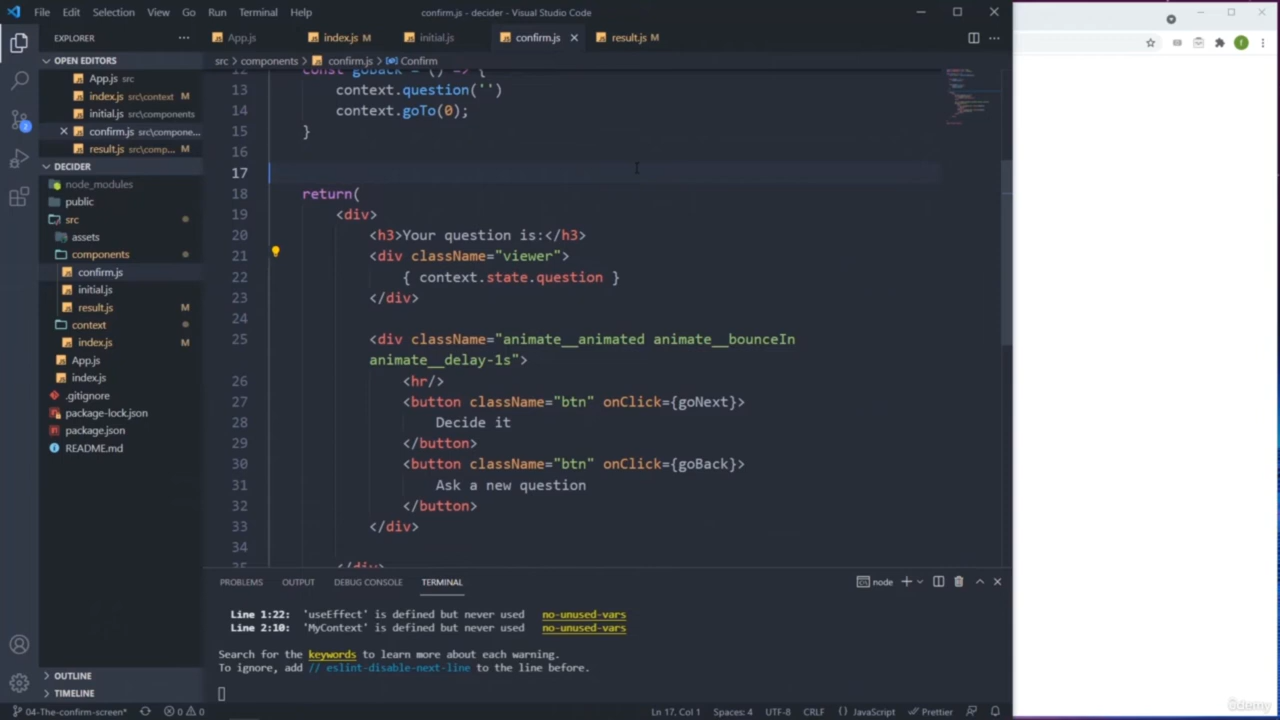 File Edit Selection View Go Run Terminal Help confirm.js - decider - Visual Studio Code
EXPLORER
App.js index.js M initial.js confirm.js result.js M
OPEN EDITORS
App.js src
index.js src\context M
initial.js src\components
confirm.js src\compone...
result.js src\comp... M
DECIDER
node_modules
public
src
assets
components
confirm.js
initial.js
result.js M
context
index.js M
App.js
index.js
.gitignore
package-lock.json
package.json
README.md
OUTLINE
TIMELINE
src > components > confirm.js > Confirm
12 const goBack = () => {
13 context.question('')
14 context.goTo(0);
15 }
16
17
18 return(
19 <div>
20 <h3>Your question is:</h3>
21 <div className="viewer">
22 { context.state.question }
23 </div>
24
25 <div className="animate__animated animate__bounceIn
animate__delay-1s">
26 <hr/>
27 <button className="btn" onClick={goNext}>
28 Decide it
29 </button>
30 <button className="btn" onClick={goBack}>
31 Ask a new question
32 </button>
33 </div>
34
35 </div>
PROBLEMS OUTPUT DEBUG CONSOLE TERMINAL node
Line 1:22: 'useEffect' is defined but never used no-unused-vars
Line 2:10: 'MyContext' is defined but never used no-unused-vars
Search for the keywords to learn more about each warning.
To ignore, add // eslint-disable-next-line to the line before.
04-The-confirm-screen* 0 0 Ln 17, Col 1 Spaces: 4 UTF-8 CRLF JavaScript Prettier
ûdemy